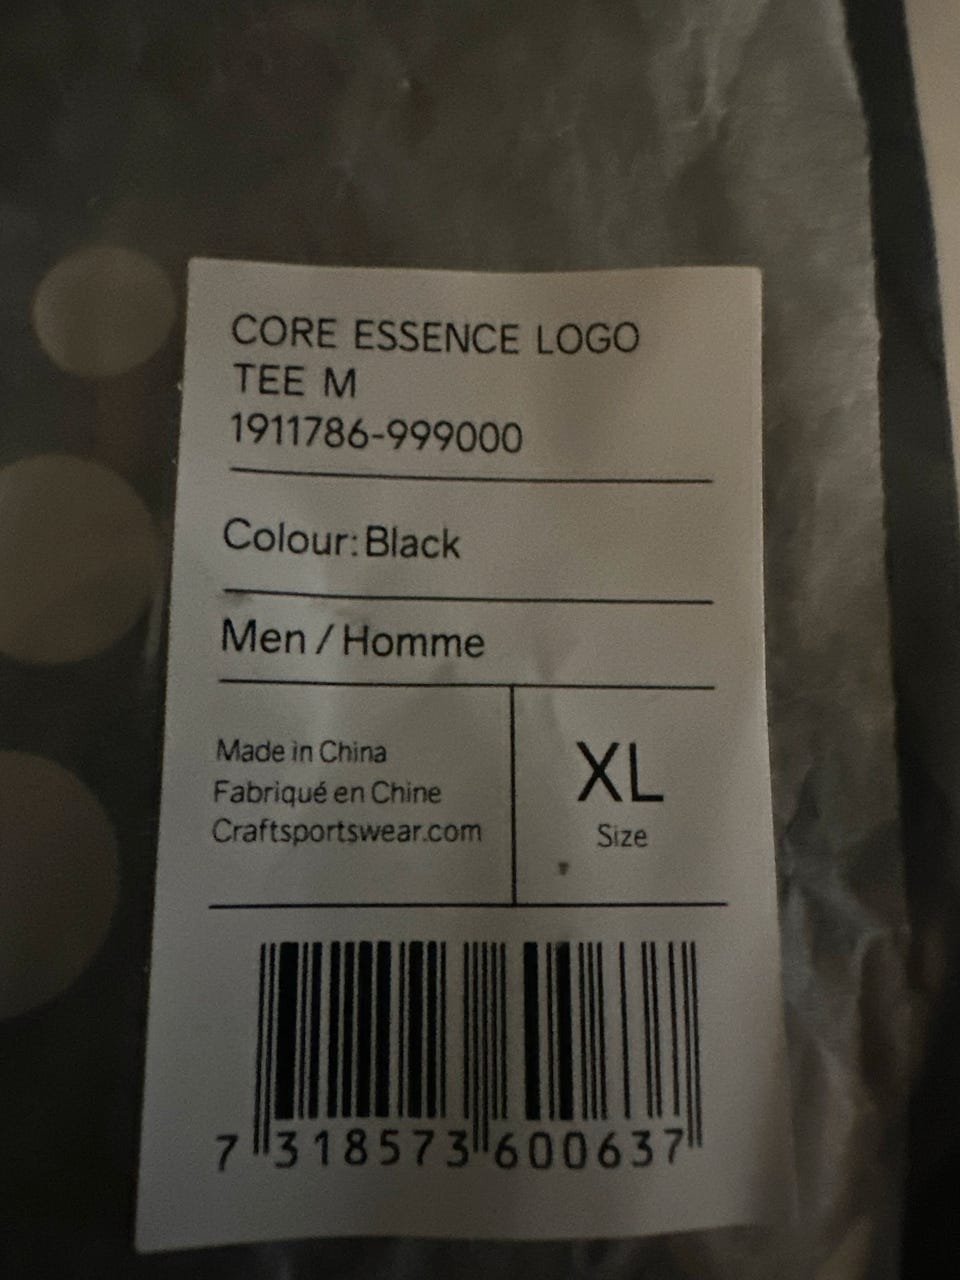 CORE ESSENCE LOGO
TEE M
1911786-999000
Colour: Black
Men / Homme
Made in China
Fabriqué en Chine
Craftsportswear.com
XL
Size
7 318573 600637